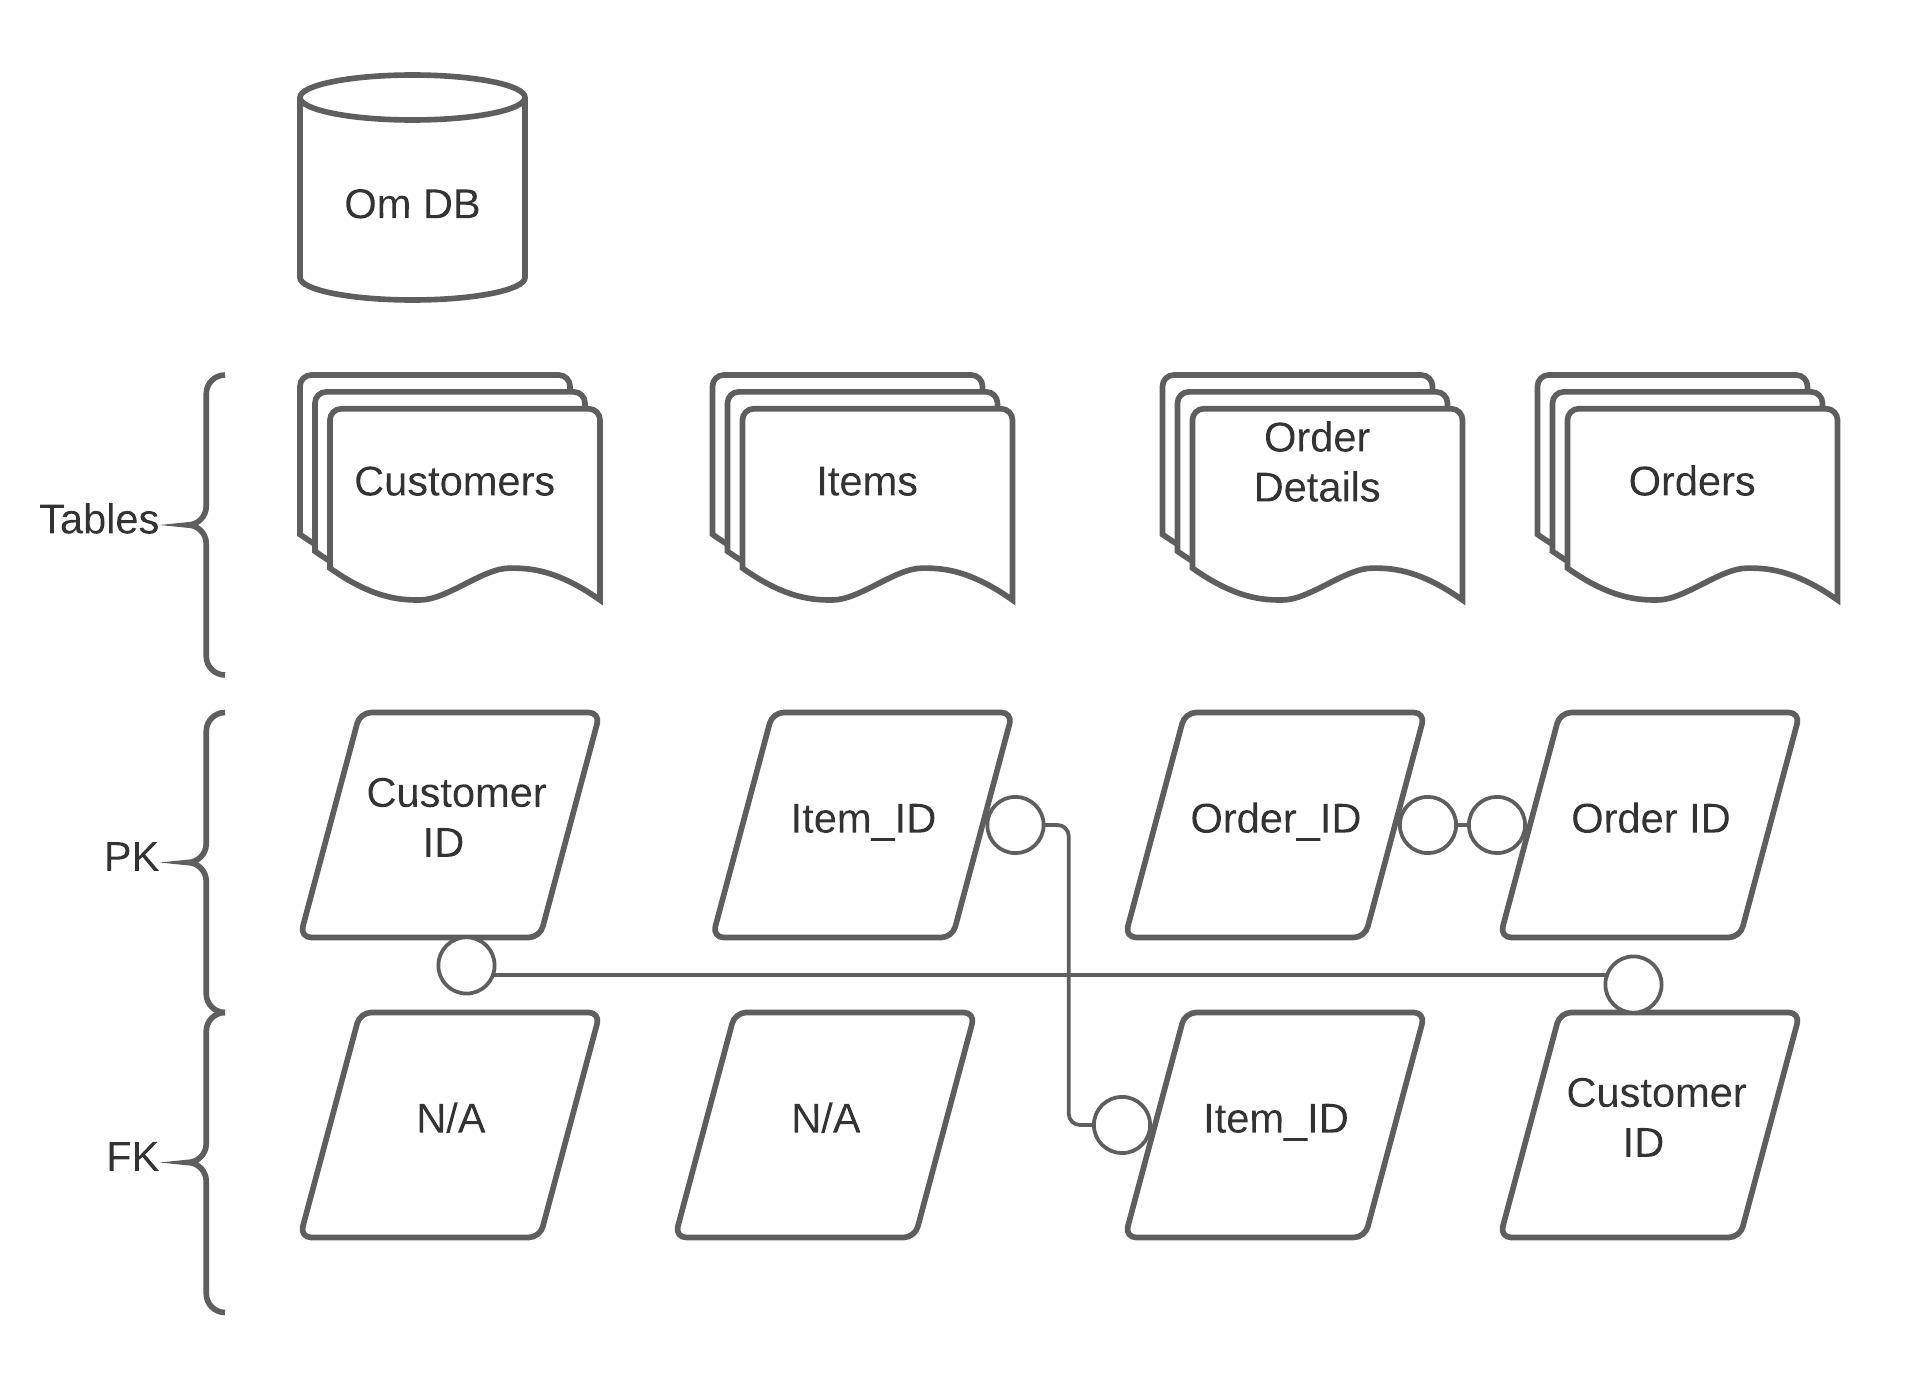 Om DB
Tables
Customers
Items
Order
Details
Orders
PK
Customer
ID
Item_ID
Order_ID
Order ID
FK
N/A
N/A
Item_ID
Customer
ID